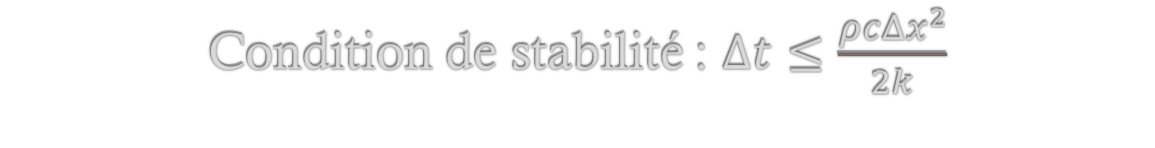 Condition de stabilité : Δt ≤ ρcΔx² / 2k